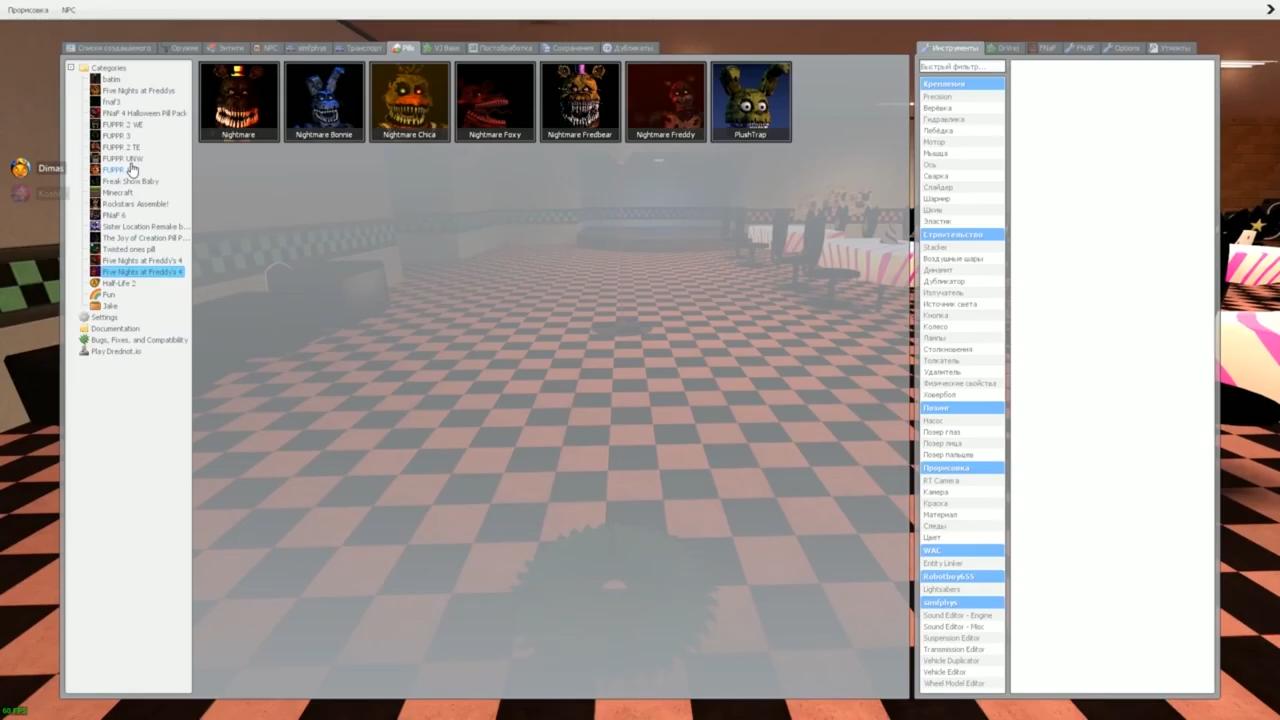 Прорисовка NPC
Списки создаваемого Оружие Энтити NPC simfphys Транспорт Pills VJ Base Постобработка Сохранения Дубликаты
Инструменты DrVrej FNaF FNAF Options Утилиты
Categories
batim
Five Nights at Freddys
fnaf3
FNaF 4 Halloween Pill Pack
FUPPR 2 WE
FUPPR 3
FUPPR 2 TE
FUPPR UNW
FUPPR
Freak Show Baby
Minecraft
Rockstars Assemble!
FNaF 6
Sister Location Remake b...
The Joy of Creation Pill P...
Twisted ones pill
Five Nights at Freddy's 4
Five Nights at Freddy's 4
Half-Life 2
Fun
Jake
Settings
Documentation
Bugs, Fixes, and Compatibility
Play Drednot.io
Dimas
Nightmare Nightmare Bonnie Nightmare Chica Nightmare Foxy Nightmare Fredbear Nightmare Freddy PlushTrap
Быстрый фильтр...
Крепления
Precision
Верёвка
Гидравлика
Лебёдка
Мотор
Мышца
Ось
Сварка
Слайдер
Шарнир
Шкив
Эластик
Строительство
Stacker
Воздушные шары
Динамит
Дубликатор
Излучатель
Источник света
Кнопка
Колесо
Лампы
Столкновения
Толкатель
Удалитель
Физические свойства
Ховербол
Позинг
Насос
Позер глаз
Позер лица
Позер пальцев
Прорисовка
RT Camera
Камера
Краска
Материал
Следы
Цвет
WAC
Entity Linker
Robotboy655
Lightsabers
simfphys
Sound Editor - Engine
Sound Editor - Misc
Suspension Editor
Transmission Editor
Vehicle Duplicator
Vehicle Editor
Wheel Model Editor
60 FPS